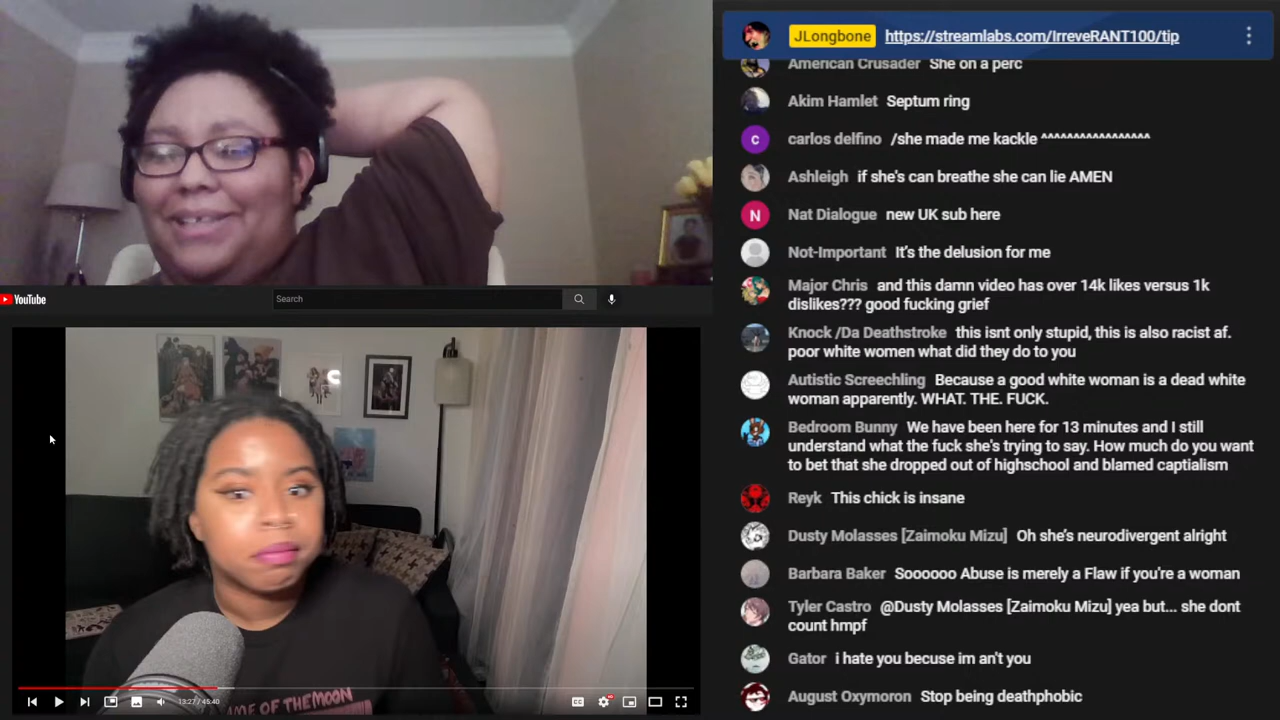 JLongbone https://streamlabs.com/IrreveRANT100/tip
American Crusader She on a perc
Akim Hamlet Septum ring
c
carlos delfino /she made me kackle ^^^^^^^^^^^^^^^^^
Ashleigh if she's can breathe she can lie AMEN
N
Nat Dialogue new UK sub here
Not-Important It's the delusion for me
Major Chris and this damn video has over 14k likes versus 1k
dislikes??? good fucking grief
Knock /Da Deathstroke this isnt only stupid, this is also racist af.
poor white women what did they do to you
Autistic Screechling Because a good white woman is a dead white
woman apparently. WHAT. THE. FUCK.
Bedroom Bunny We have been here for 13 minutes and I still
understand what the fuck she's trying to say. How much do you want
to bet that she dropped out of highschool and blamed captialism
Reyk This chick is insane
Dusty Molasses [Zaimoku Mizu] Oh she's neurodivergent alright
Barbara Baker Soooooo Abuse is merely a Flaw if you're a woman
Tyler Castro @Dusty Molasses [Zaimoku Mizu] yea but... she dont
count hmpf
Gator i hate you becuse im an't you
August Oxymoron Stop being deathphobic
YouTube
Search
13:27 / 45:40
AME OF THE MOON